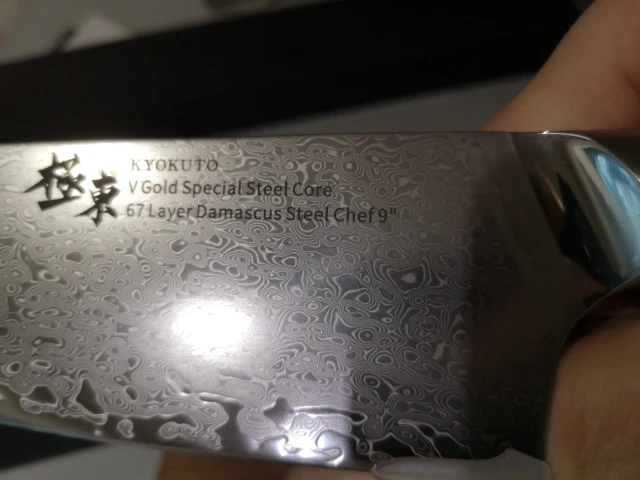 極東
KYOKUTO
V Gold Special Steel Core
67 Layer Damascus Steel Chef 9"